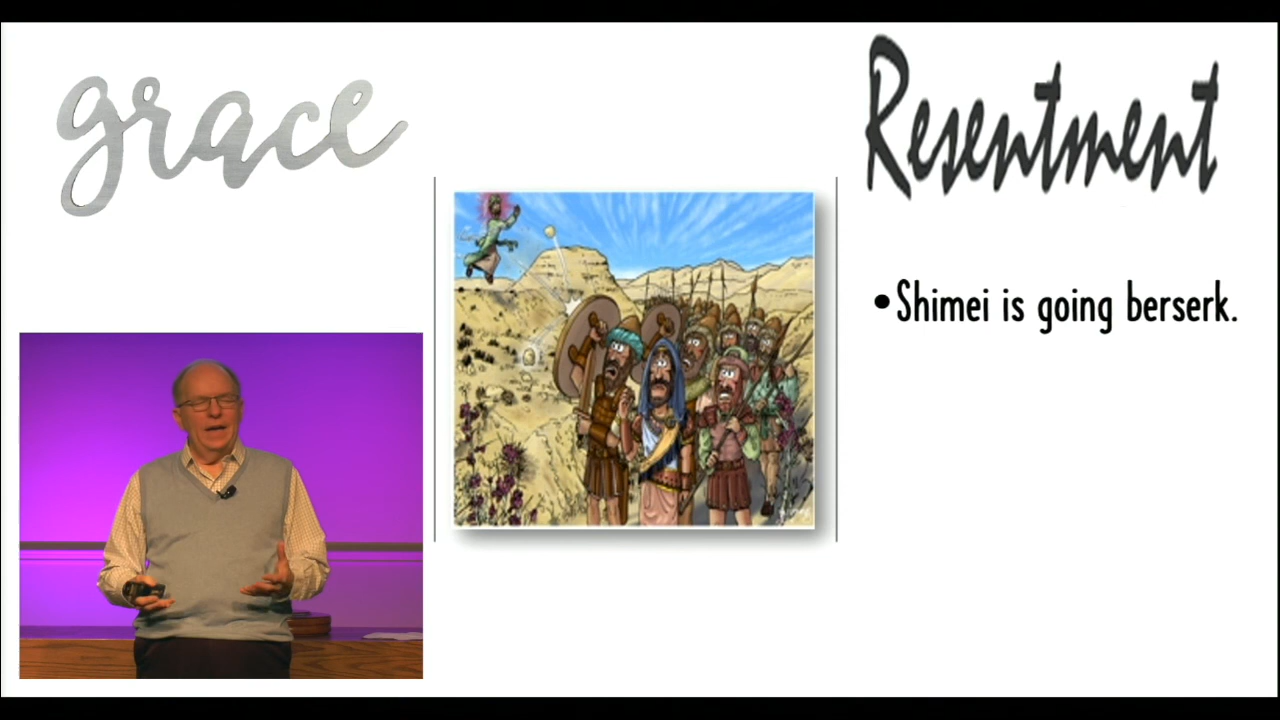 grace
Resentment
•Shimei is going berserk.